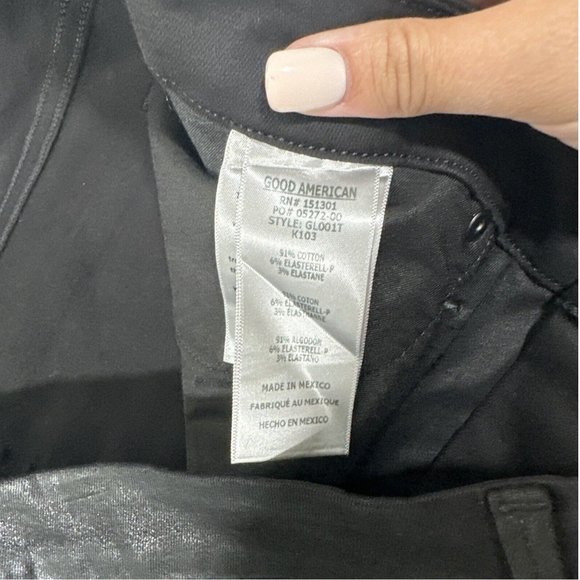 GOOD AMERICAN
RN# 151301
PO# 05272-00
STYLE: GL001T
K103
91% COTTON
6% ELASTERELL-P
3% ELASTANE
91% COTON
6% ELASTERELL-P
3% ELASTHANNE
91% ALGODON
6% ELASTERELL-P
3% ELASTANO
MADE IN MEXICO
FABRIQUÉ AU MEXIQUE
HECHO EN MEXICO